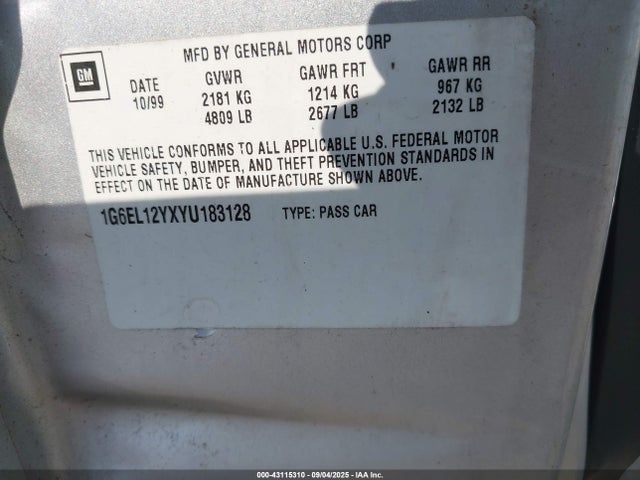 GM
MFD BY GENERAL MOTORS CORP
DATE GVWR GAWR FRT GAWR RR
10/99 2181 KG 1214 KG 967 KG
4809 LB 2677 LB 2132 LB
THIS VEHICLE CONFORMS TO ALL APPLICABLE U.S. FEDERAL MOTOR
VEHICLE SAFETY, BUMPER, AND THEFT PREVENTION STANDARDS IN
EFFECT ON THE DATE OF MANUFACTURE SHOWN ABOVE.
1G6EL12YXYU183128 TYPE: PASS CAR
000-43115310 - 09/04/2025 - IAA Inc.